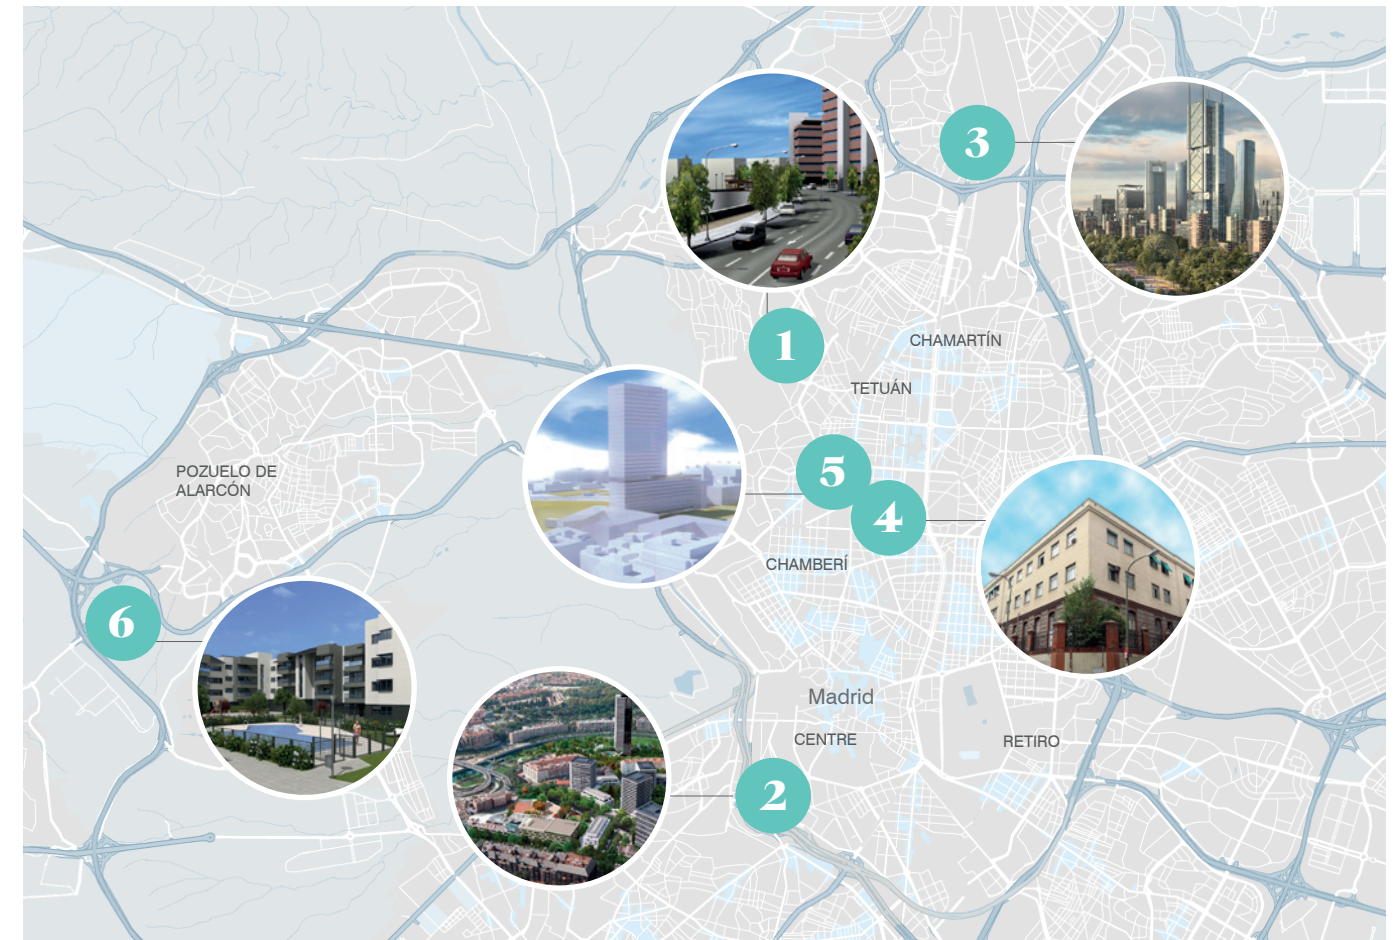 3
1
CHAMARTÍN
TETUÁN
5
POZUELO DE
ALARCÓN
4
CHAMBERÍ
6
Madrid
CENTRE
RETIRO
2